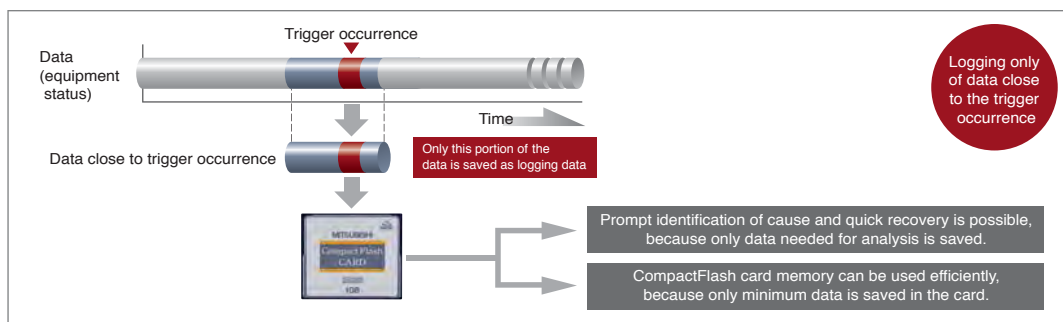 Trigger occurrence
Data
(equipment
status)
Logging only
of data close
to the trigger
occurrence
Time
Data close to trigger occurrence
Only this portion of the
data is saved as logging data
MITSUBISHI
CompactFlash
CARD
1GB
Prompt identification of cause and quick recovery is possible,
because only data needed for analysis is saved.
CompactFlash card memory can be used efficiently,
because only minimum data is saved in the card.